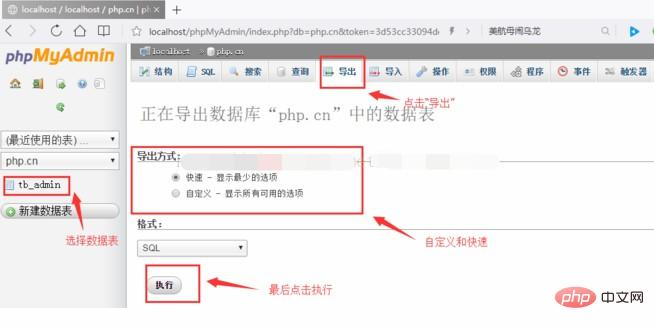 localhost / localhost / php.cn | ph
localhost/phpMyAdmin/index.php?db=php.cn&token=3d53cc33094de
美航母闹乌龙
phpMyAdmin
localhost » php.cn
结构 SQL 搜索 查询 导出 导入 操作 权限 程序 事件 触发器
点击"导出"
正在导出数据库“php.cn”中的数据表
(最近使用的表) ...
php.cn
tb_admin
新建数据表
选择数据表
导出方式:
快速 - 显示最少的选项
自定义 - 显示所有可用的选项
自定义和快速
格式:
SQL
执行
最后点击执行
php 中文网